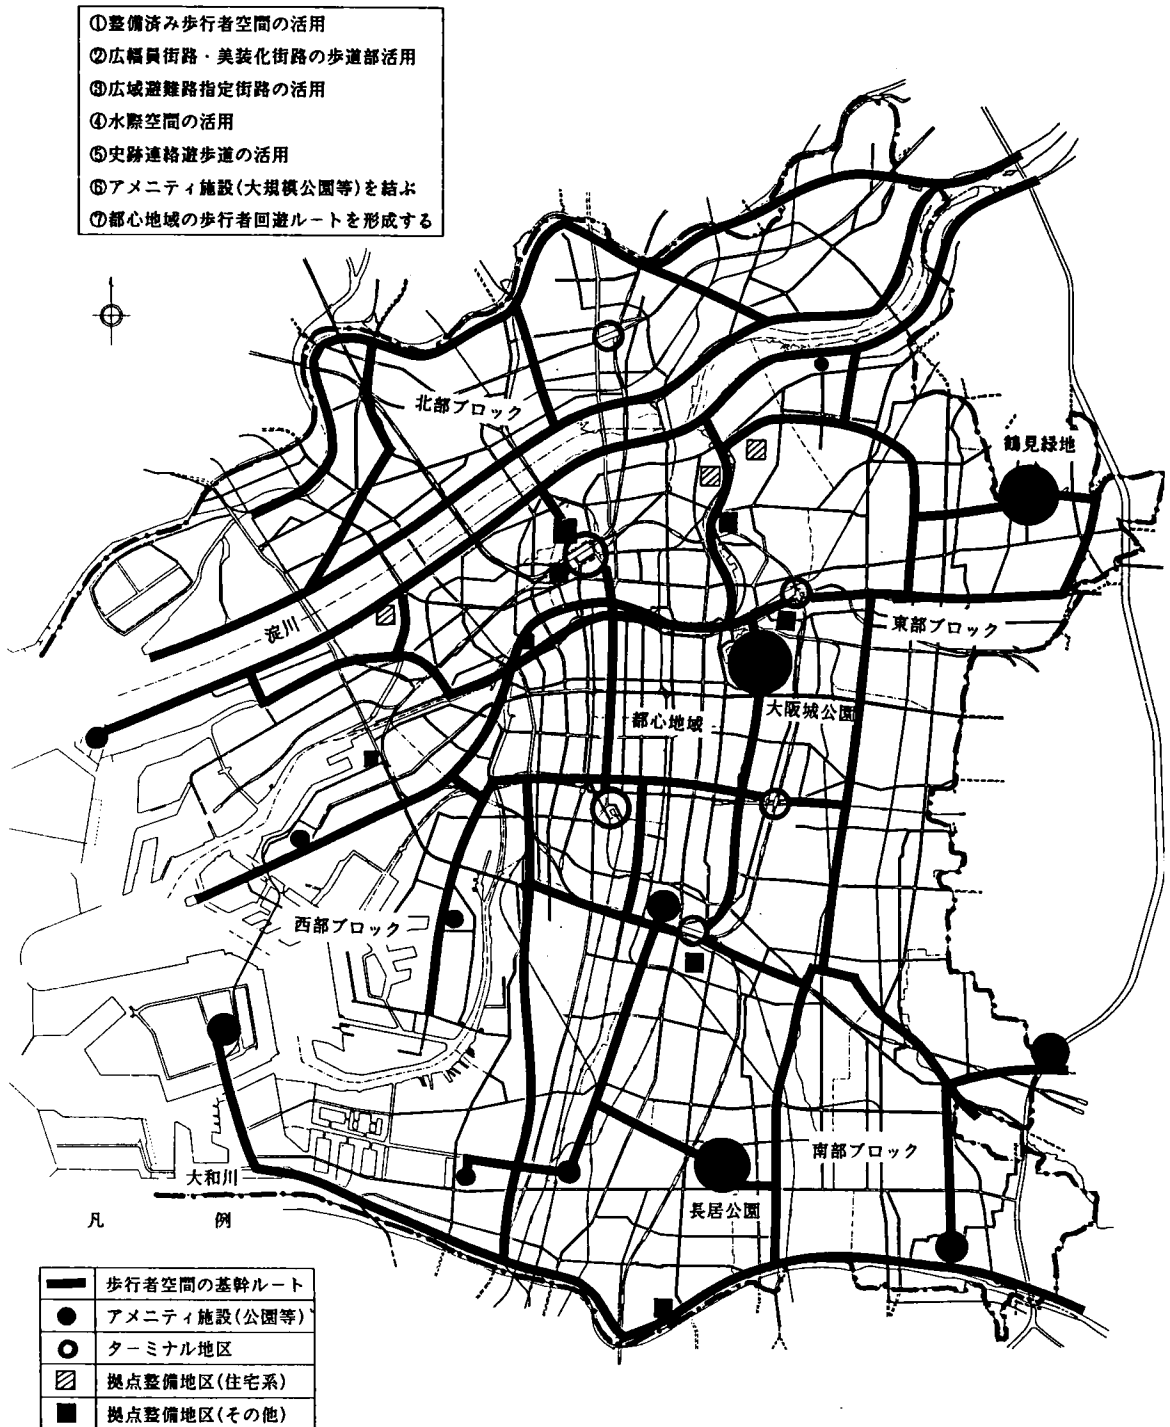 ①整備済み歩行者空間の活用
②広幅員街路・美装化街路の歩道部活用
③広域避難路指定街路の活用
④水際空間の活用
⑤史跡連絡遊歩道の活用
⑥アメニティ施設(大規模公園等)を結ぶ
⑦都心地域の歩行者回遊ルートを形成する
北部ブロック
鶴見緑地
淀川
東部ブロック
大阪城公園
都心地域
西部ブロック
南部ブロック
大和川
長居公園
凡例
歩行者空間の基幹ルート
アメニティ施設(公園等)
ターミナル地区
拠点整備地区(住宅系)
拠点整備地区(その他)